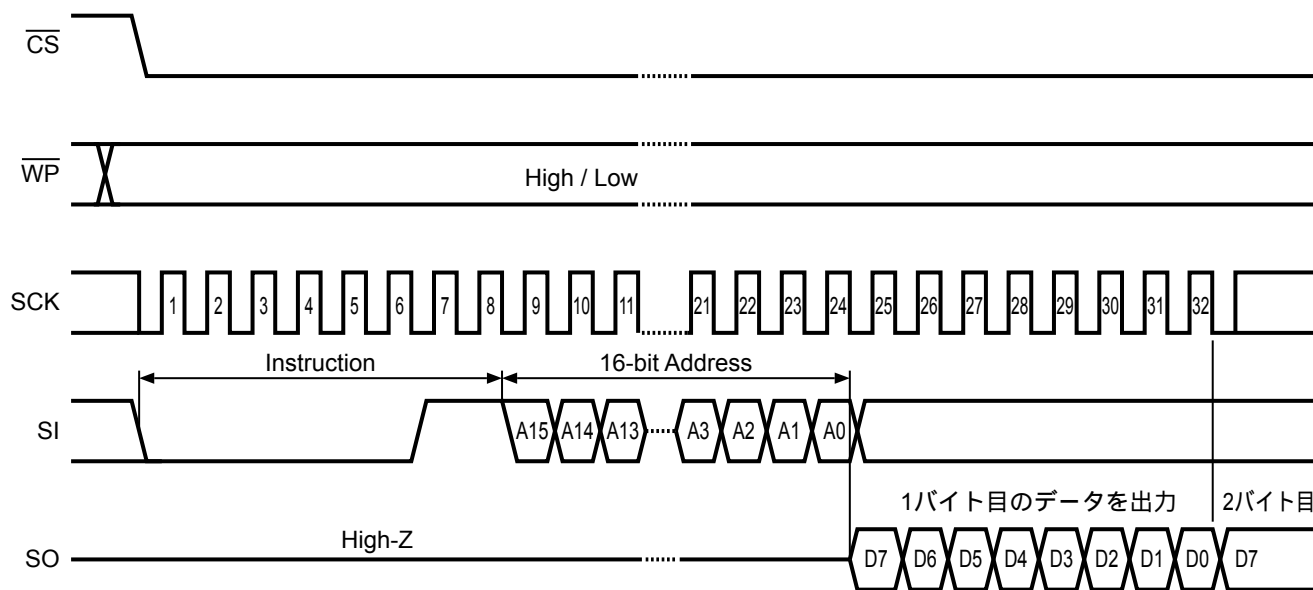 CS
WP
High / Low
SCK
1 2 3 4 5 6 7 8 9 10 11 21 22 23 24 25 26 27 28 29 30 31 32
Instruction
16-bit Address
SI
A15 A14 A13 A3 A2 A1 A0
1バイト目のデータを出力
2バイト目
SO
High-Z
D7 D6 D5 D4 D3 D2 D1 D0 D7